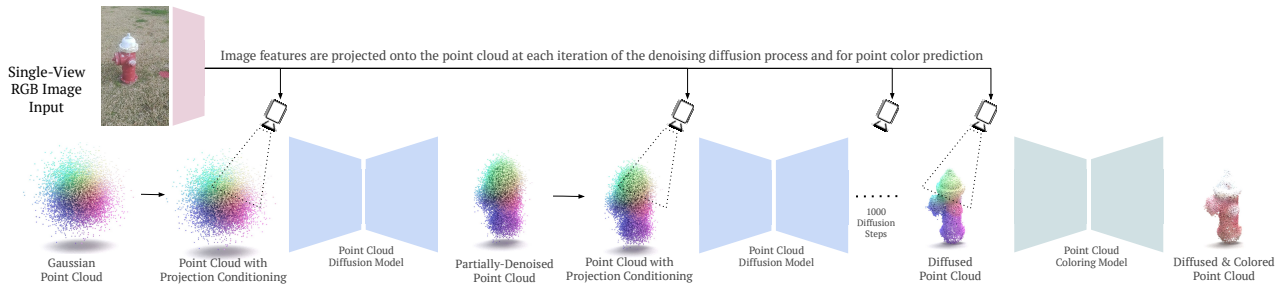 Image features are projected onto the point cloud at each iteration of the denoising diffusion process and for point color prediction
Single-View
RGB Image
Input
Gaussian
Point Cloud
Point Cloud with
Projection Conditioning
Point Cloud
Diffusion Model
Partially-Denoised
Point Cloud
Point Cloud with
Projection Conditioning
Point Cloud
Diffusion Model
1000
Diffusion
Steps
Diffused
Point Cloud
Point Cloud
Coloring Model
Diffused & Colored
Point Cloud